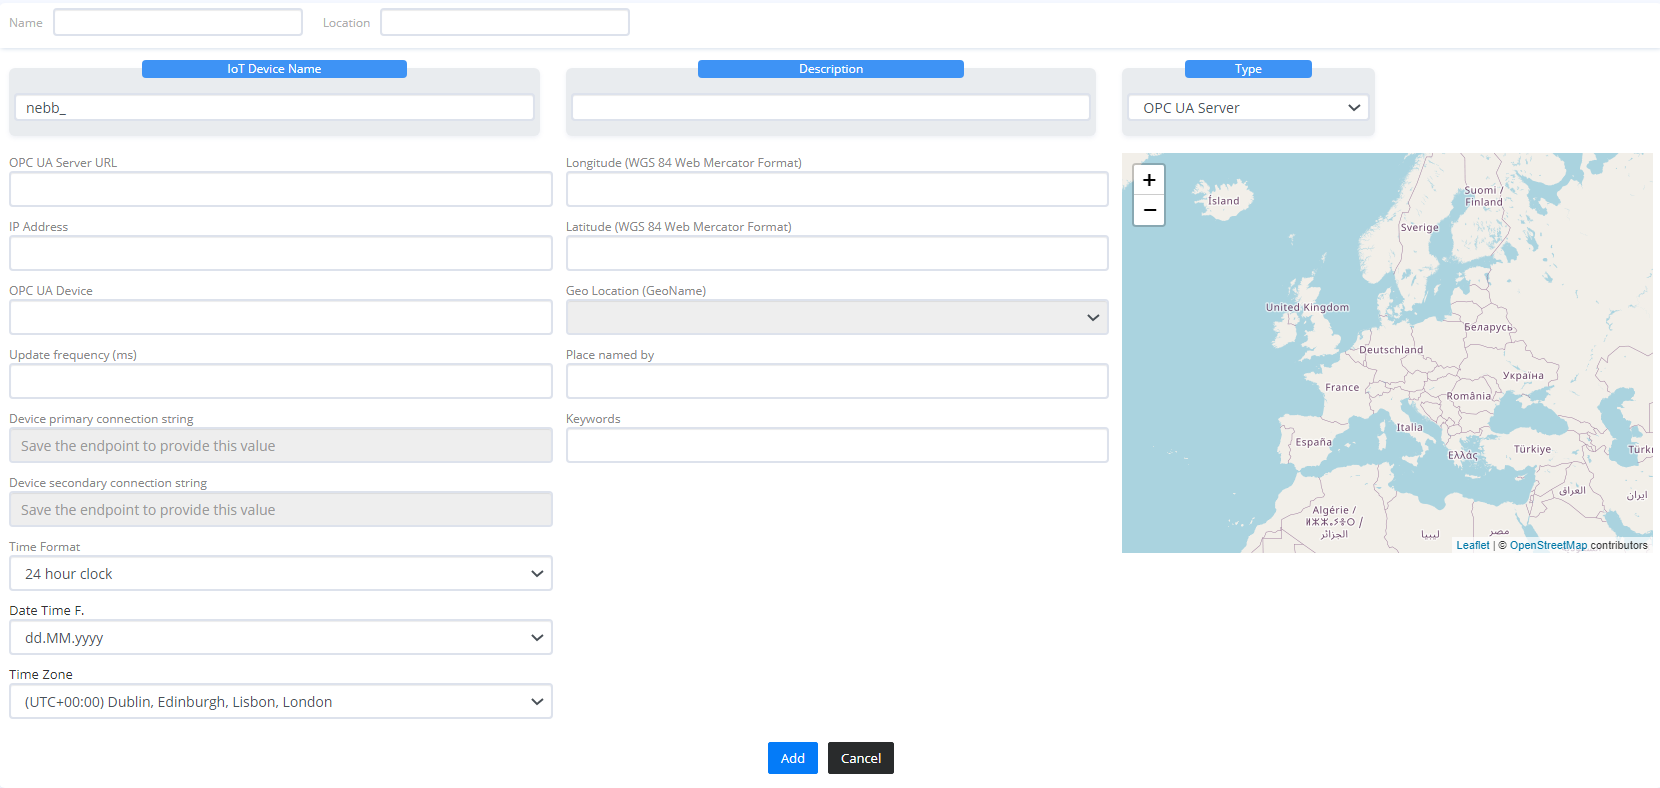 Name
Location
IoT Device Name
Description
Type
nebb_
OPC UA Server
OPC UA Server URL
Longitude (WGS 84 Web Mercator Format)
IP Address
Latitude (WGS 84 Web Mercator Format)
OPC UA Device
Geo Location (GeoName)
Update frequency (ms)
Place named by
Device primary connection string
Keywords
Save the endpoint to provide this value
Device secondary connection string
Save the endpoint to provide this value
Time Format
24 hour clock
Date Time F.
dd.MM.yyyy
Time Zone
(UTC+00:00) Dublin, Edinburgh, Lisbon, London
+
−
Ísland
Suomi /
Finland
Sverige
United Kingdom
Беларусь
Deutschland
Україна
France
România
Italia
España
Ελλάς
Türkiye
Türk
العراق
ایران
Algérie /
ⵍⵣⵣⴰⵢⴻⵔ /
الجزائر
ليبيا
مصر
Leaflet | © OpenStreetMap contributors
Add
Cancel